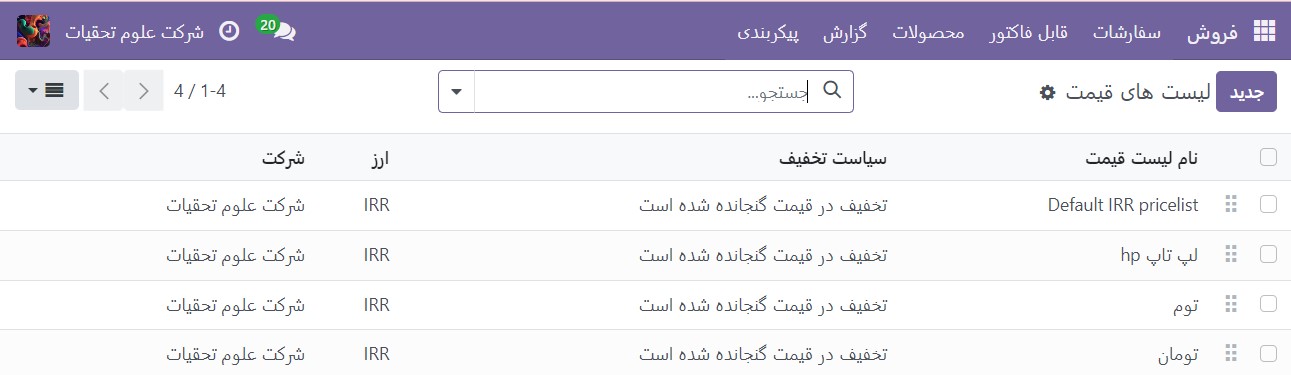 فروش سفارشات قابل فاکتور محصولات گزارش پیکربندی 20 شرکت علوم تحقیات
جدید لیست های قیمت جستجو... 1-4 / 4
نام لیست قیمت سیاست تخفیف ارز شرکت
Default IRR pricelist تخفیف در قیمت گنجانده شده است IRR شرکت علوم تحقیات
لپ تاپ hp تخفیف در قیمت گنجانده شده است IRR شرکت علوم تحقیات
توم تخفیف در قیمت گنجانده شده است IRR شرکت علوم تحقیات
تومان تخفیف در قیمت گنجانده شده است IRR شرکت علوم تحقیات